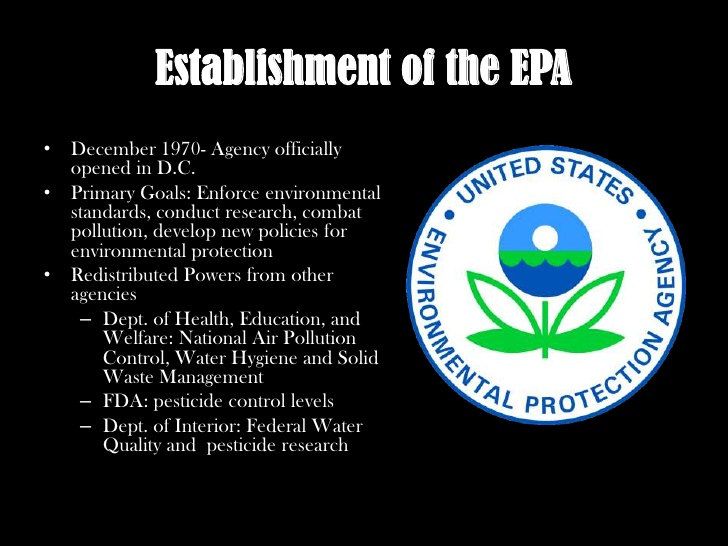 Establishment of the EPA
• December 1970- Agency officially
opened in D.C.
• Primary Goals: Enforce environmental
standards, conduct research, combat
pollution, develop new policies for
environmental protection
• Redistributed Powers from other
agencies
– Dept. of Health, Education, and
Welfare: National Air Pollution
Control, Water Hygiene and Solid
Waste Management
– FDA: pesticide control levels
– Dept. of Interior: Federal Water
Quality and pesticide research
• UNITED STATES •
ENVIRONMENTAL PROTECTION AGENCY